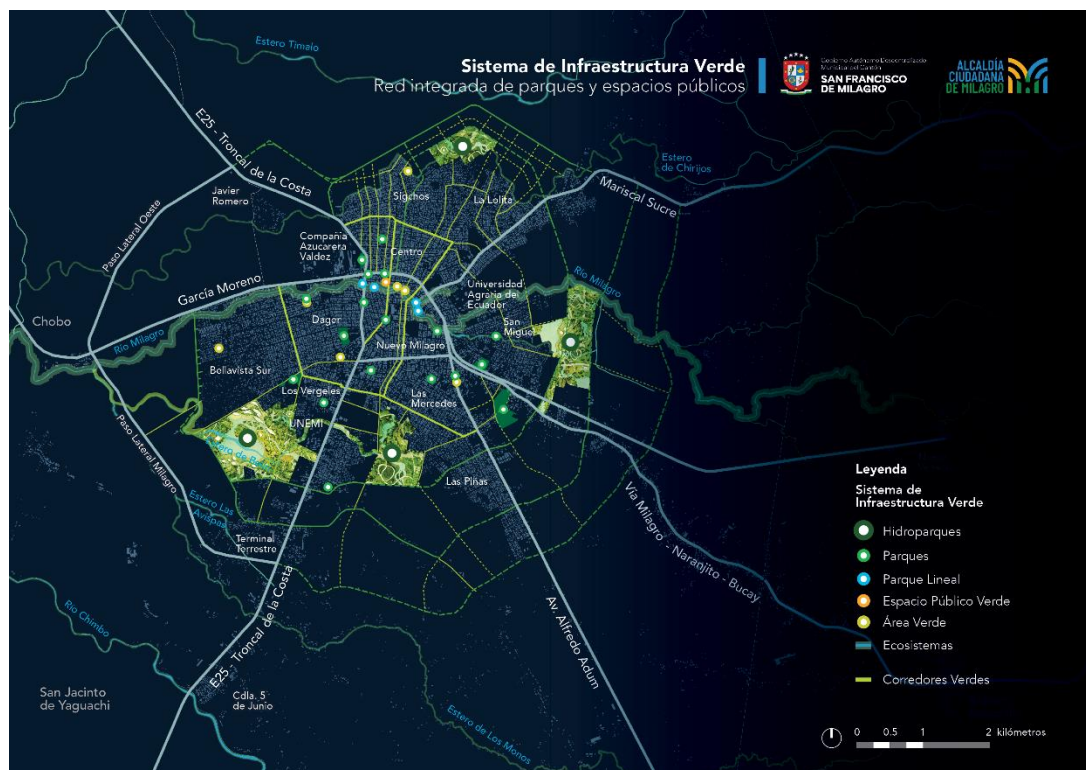 Estero Timalo
Sistema de Infraestructura Verde
Red integrada de parques y espacios públicos
Gobierno Autónomo Descentralizado
Municipal del Cantón
SAN FRANCISCO
DE MILAGRO
ALCALDÍA
CIUDADANA
DE MILAGRO
E25 - Troncal de la Costa
Estero
de Chirijos
Mariscal Sucre
Javier
Romero
Sigchos
La Lolita
Paso Lateral Oeste
Compañía
Azucarera
Valdez
Centro
García Moreno
Universidad
Agraria del
Ecuador
Río Milagro
Chobo
Río Milagro
Dager
San
Miguel
Nuevo Milagro
Bellavista Sur
Los Vergeles
Las
Mercedes
UNEMI
Paso Lateral Milagro
Las Piñas
Estero Las
Avispas
Terminal
Terrestre
Vía Milagro - Naranjito - Bucay
Río Chimbo
E25 - Troncal de la Costa
Av. Alfredo Adum
San Jacinto
de Yaguachi
Cdla. 5
de Junio
Estero de Los Monos
Leyenda
Sistema de
Infraestructura Verde
Hidroparques
Parques
Parque Lineal
Espacio Público Verde
Área Verde
Ecosistemas
Corredores Verdes
0 0.5 1 2 kilómetros